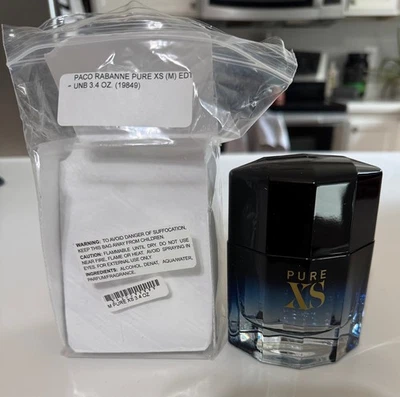 PACO RABANNE PURE XS (M) EDT
- UNB 3.4 OZ. (19849)
WARNING: TO AVOID DANGER OF SUFFOCATION,
KEEP THIS BAG AWAY FROM CHILDREN.
CAUTION: FLAMMABLE UNTIL DRY. DO NOT USE
NEAR FIRE, FLAME OR HEAT. AVOID SPRAYING IN
EYES. FOR EXTERNAL USE ONLY.
INGREDIENTS: ALCOHOL DENAT, AQUA/WATER,
PARFUM/FRAGRANCE.
M PURE XS 3.4 OZ
PURE
XS